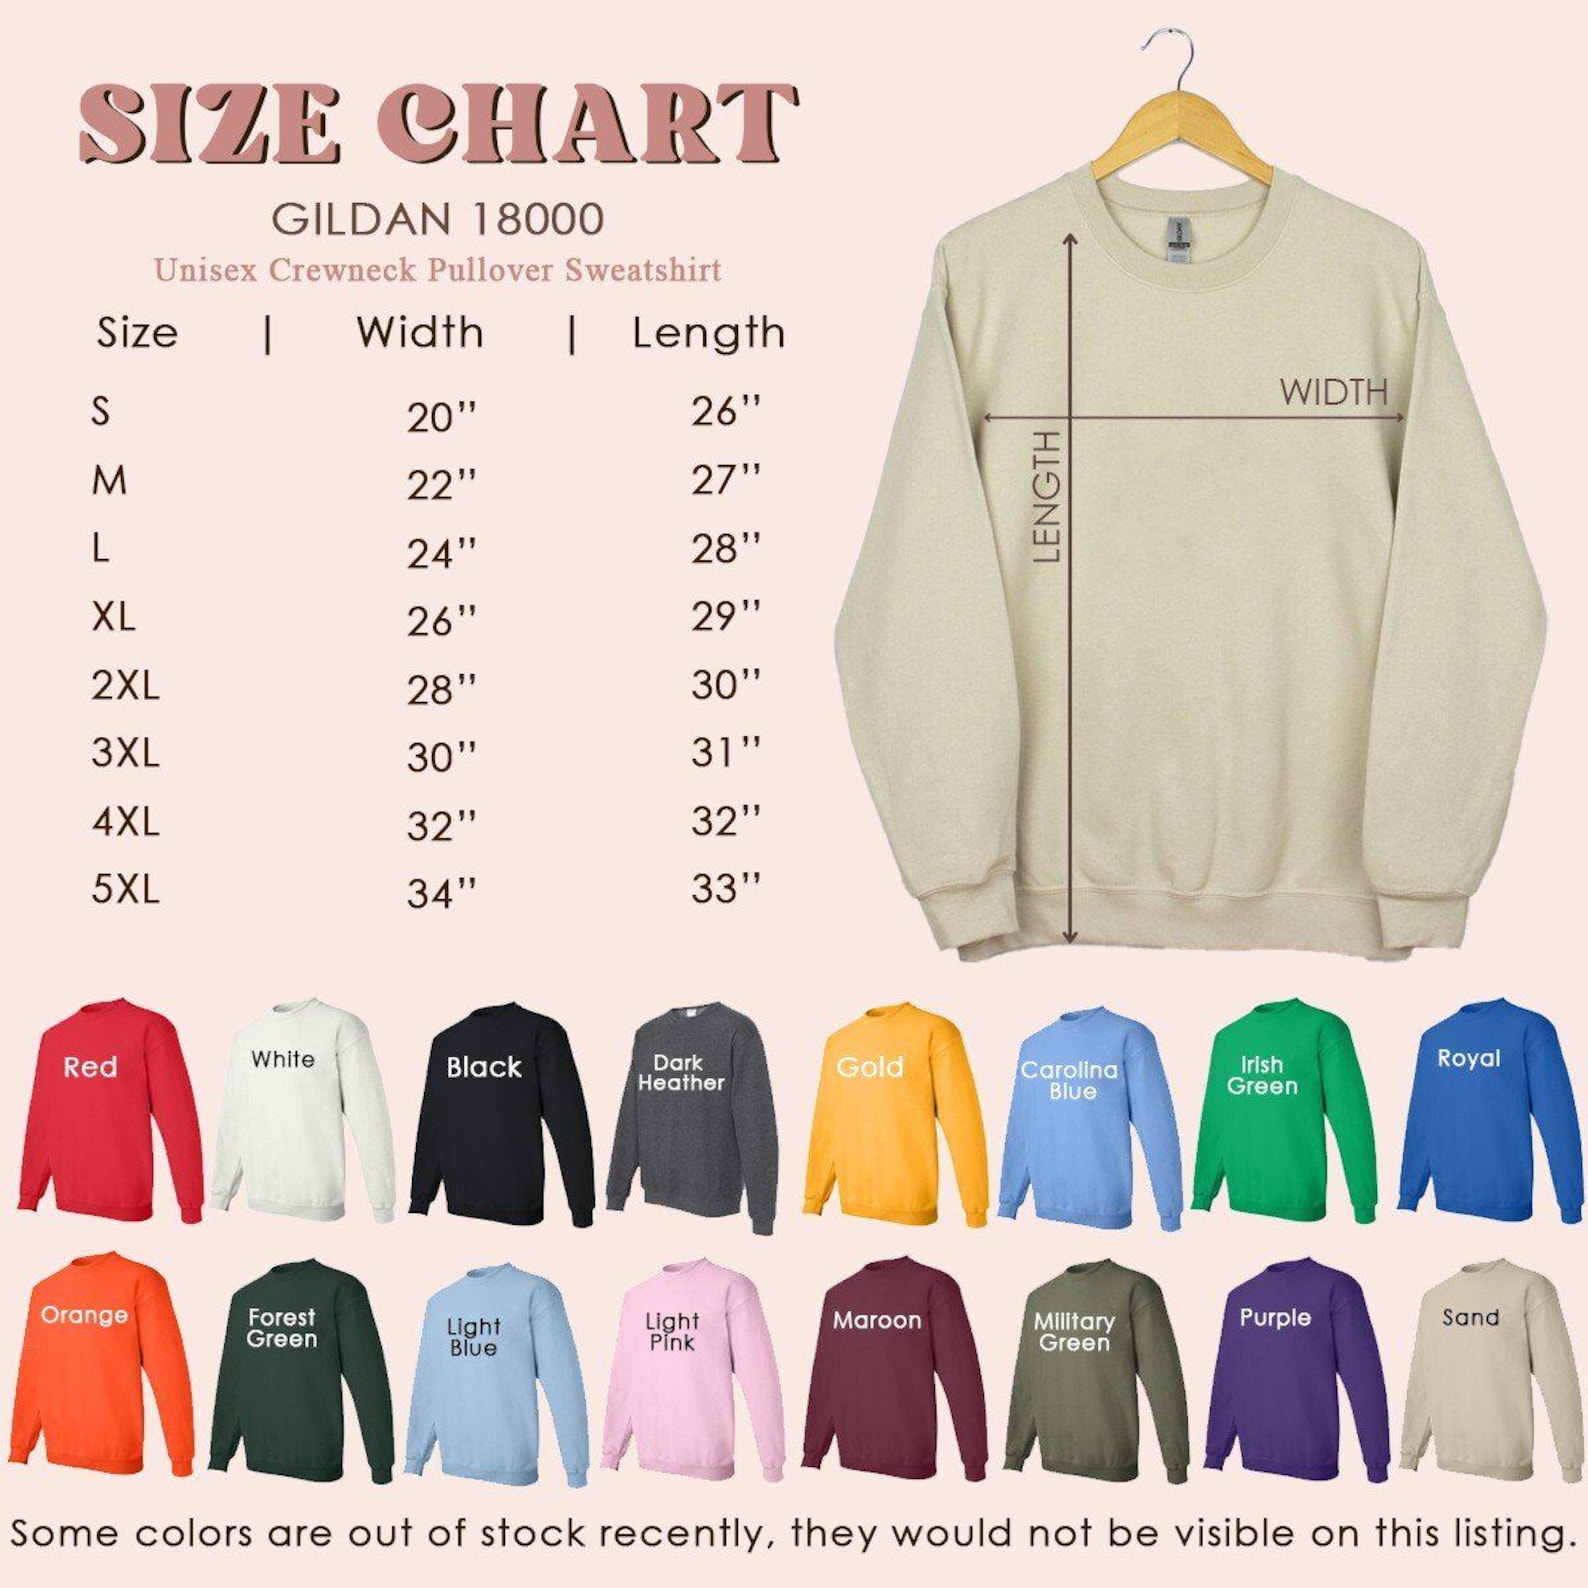 SIZE CHART
GILDAN 18000
Unisex Crewneck Pullover Sweatshirt
Size | Width | Length
S 20’’ 26’’
M 22’’ 27’’
L 24’’ 28’’
XL 26’’ 29’’
2XL 28’’ 30’’
3XL 30’’ 31’’
4XL 32’’ 32’’
5XL 34’’ 33’’
GILDAN
WIDTH
LENGTH
Red
White
Black
Dark
Heather
Gold
Carolina
Blue
Irish
Green
Royal
Orange
Forest
Green
Light
Blue
Light
Pink
Maroon
Military
Green
Purple
Sand
Some colors are out of stock recently, they would not be visible on this listing.